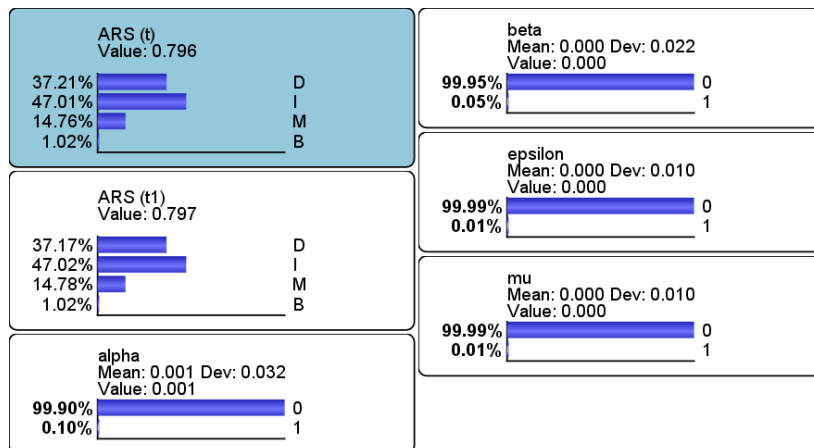 ARS (t)
Value: 0.796
37.21% D
47.01% I
14.76% M
1.02% B
ARS (t1)
Value: 0.797
37.17% D
47.02% I
14.78% M
1.02% B
alpha
Mean: 0.001 Dev: 0.032
Value: 0.001
99.90% 0
0.10% 1
beta
Mean: 0.000 Dev: 0.022
Value: 0.000
99.95% 0
0.05% 1
epsilon
Mean: 0.000 Dev: 0.010
Value: 0.000
99.99% 0
0.01% 1
mu
Mean: 0.000 Dev: 0.010
Value: 0.000
99.99% 0
0.01% 1